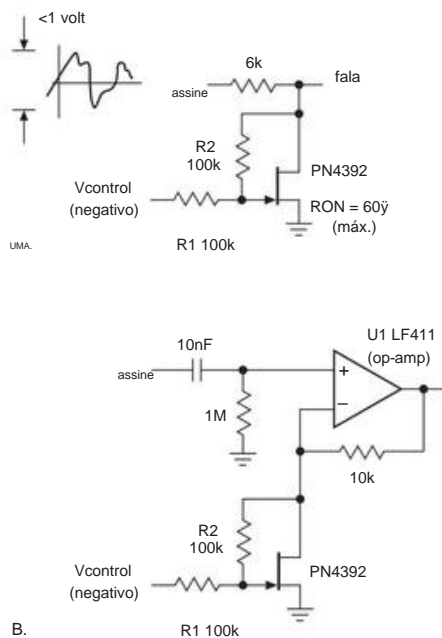 <1 volt
6k
assine
fala
R2
100k
PN4392
Vcontrol
(negativo)
RON = 60ÿ
(máx.)
UMA.
R1 100k
U1 LF411
(op-amp)
10nF
assine
+
−
1M
10k
R2
100k
Vcontrol
(negativo)
PN4392
B.
R1 100k